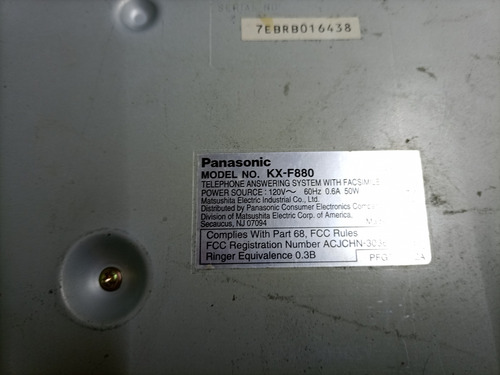 SERIAL NO.
7EBRB016438
Panasonic
MODEL NO. KX-F880
TELEPHONE ANSWERING SYSTEM WITH FACSIMILE
POWER SOURCE : 120V～ 60Hz 0.6A 50W
Matsushita Electric Industrial Co., Ltd.
Distributed by Panasonic Consumer Electronics
Division of Matsushita Electric Corp. of America,
Secaucus, NJ 07094
Complies With Part 68, FCC Rules
FCC Registration Number
Ringer Equivalence 0.3B